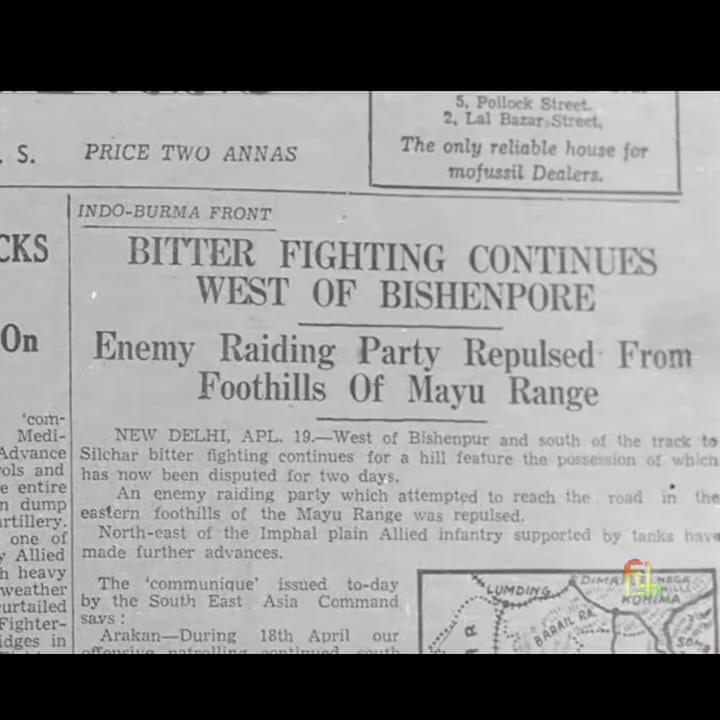 5, Pollock Street.
2, Lal Bazar Street,
The only reliable house for
mofussil Dealers.
. S. PRICE TWO ANNAS
INDO-BURMA FRONT
BITTER FIGHTING CONTINUES
WEST OF BISHENPORE
Enemy Raiding Party Repulsed From
Foothills Of Mayu Range
NEW DELHI, APL. 19.—West of Bishenpur and south of the track to
Silchar bitter fighting continues for a hill feature the possession of which
has now been disputed for two days.
An enemy raiding party which attempted to reach the road in the
eastern foothills of the Mayu Range was repulsed.
North-east of the Imphal plain Allied infantry supported by tanks have
made further advances.
The 'communique' issued to-day
by the South East Asia Command
says:
Arakan—During 18th April our
offensive patrolling continued south
LUMDING
KOHIMA
BARAIL RA.
CKS
On
'com-
Medi-
Advance
ols and
e entire
n dump
artillery.
one of
y Allied
h heavy
weather
urtailed
Fighter-
idges in